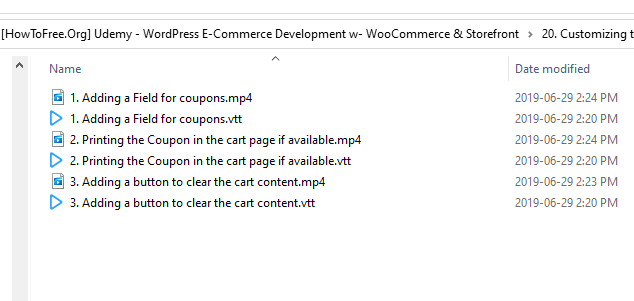 [HowToFree.Org] Udemy - WordPress E-Commerce Development w- WooCommerce & Storefront > 20. Customizing t
Name Date modified
1. Adding a Field for coupons.mp4 2019-06-29 2:24 PM
1. Adding a Field for coupons.vtt 2019-06-29 2:20 PM
2. Printing the Coupon in the cart page if available.mp4 2019-06-29 2:24 PM
2. Printing the Coupon in the cart page if available.vtt 2019-06-29 2:20 PM
3. Adding a button to clear the cart content.mp4 2019-06-29 2:23 PM
3. Adding a button to clear the cart content.vtt 2019-06-29 2:20 PM